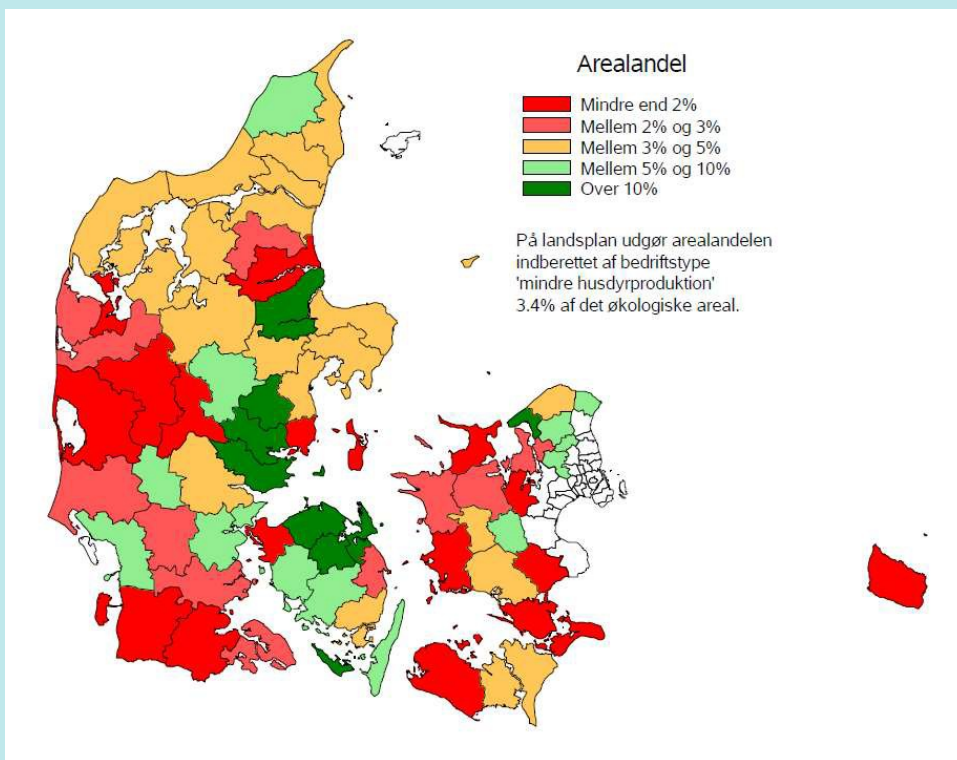 Arealandel
Mindre end 2%
Mellem 2% og 3%
Mellem 3% og 5%
Mellem 5% og 10%
Over 10%
På landsplan udgør arealandelen
indberettet af bedriftstype
'mindre husdyrproduktion'
3.4% af det økologiske areal.